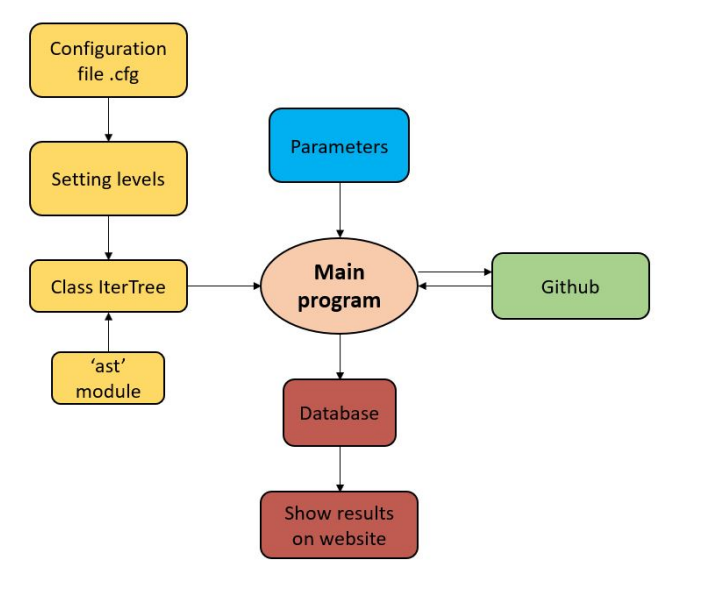 Configuration
file .cfg
Setting levels
Parameters
Class IterTree
Main
program
Github
‘ast’
module
Database
Show results
on website